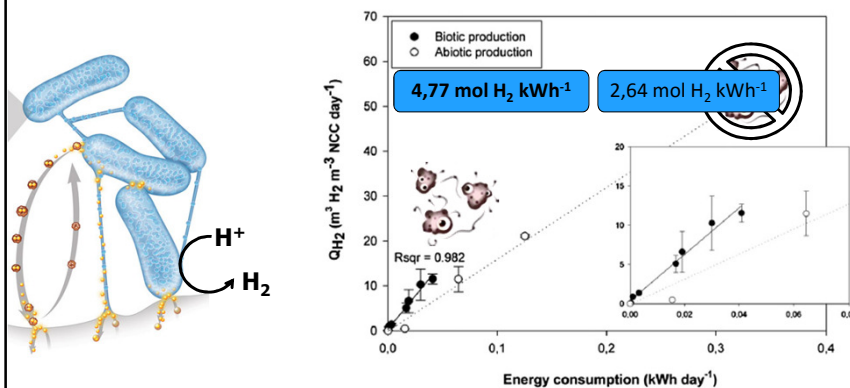 H⁺
H₂
70
60
50
40
30
20
10
0
Q_H2 (m³ H₂ m⁻³ NCC day⁻¹)
Biotic production
Abiotic production
4,77 mol H₂ kWh⁻¹
2,64 mol H₂ kWh⁻¹
Rsqr = 0.982
20
15
10
5
0
0,00
0,02
0,04
0,06
0,0
0,1
0,2
0,3
0,4
Energy consumption (kWh day⁻¹)